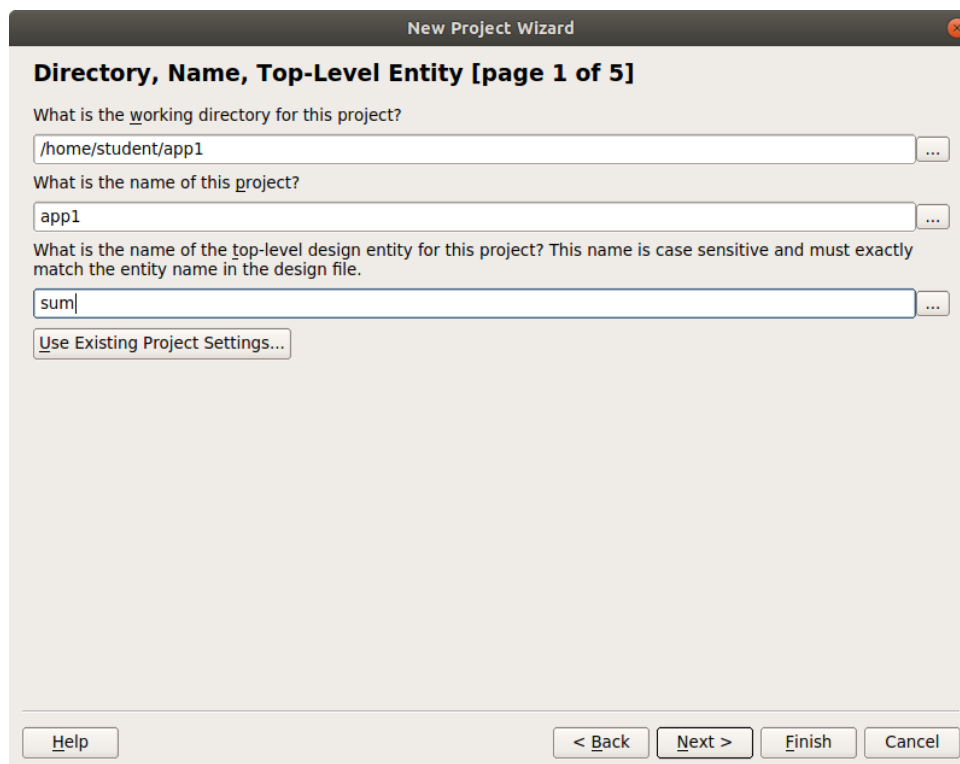 New Project Wizard
Directory, Name, Top-Level Entity [page 1 of 5]
What is the working directory for this project?
/home/student/app1
...
What is the name of this project?
app1
...
What is the name of the top-level design entity for this project? This name is case sensitive and must exactly
match the entity name in the design file.
sum
...
Use Existing Project Settings...
Help
< Back
Next >
Finish
Cancel